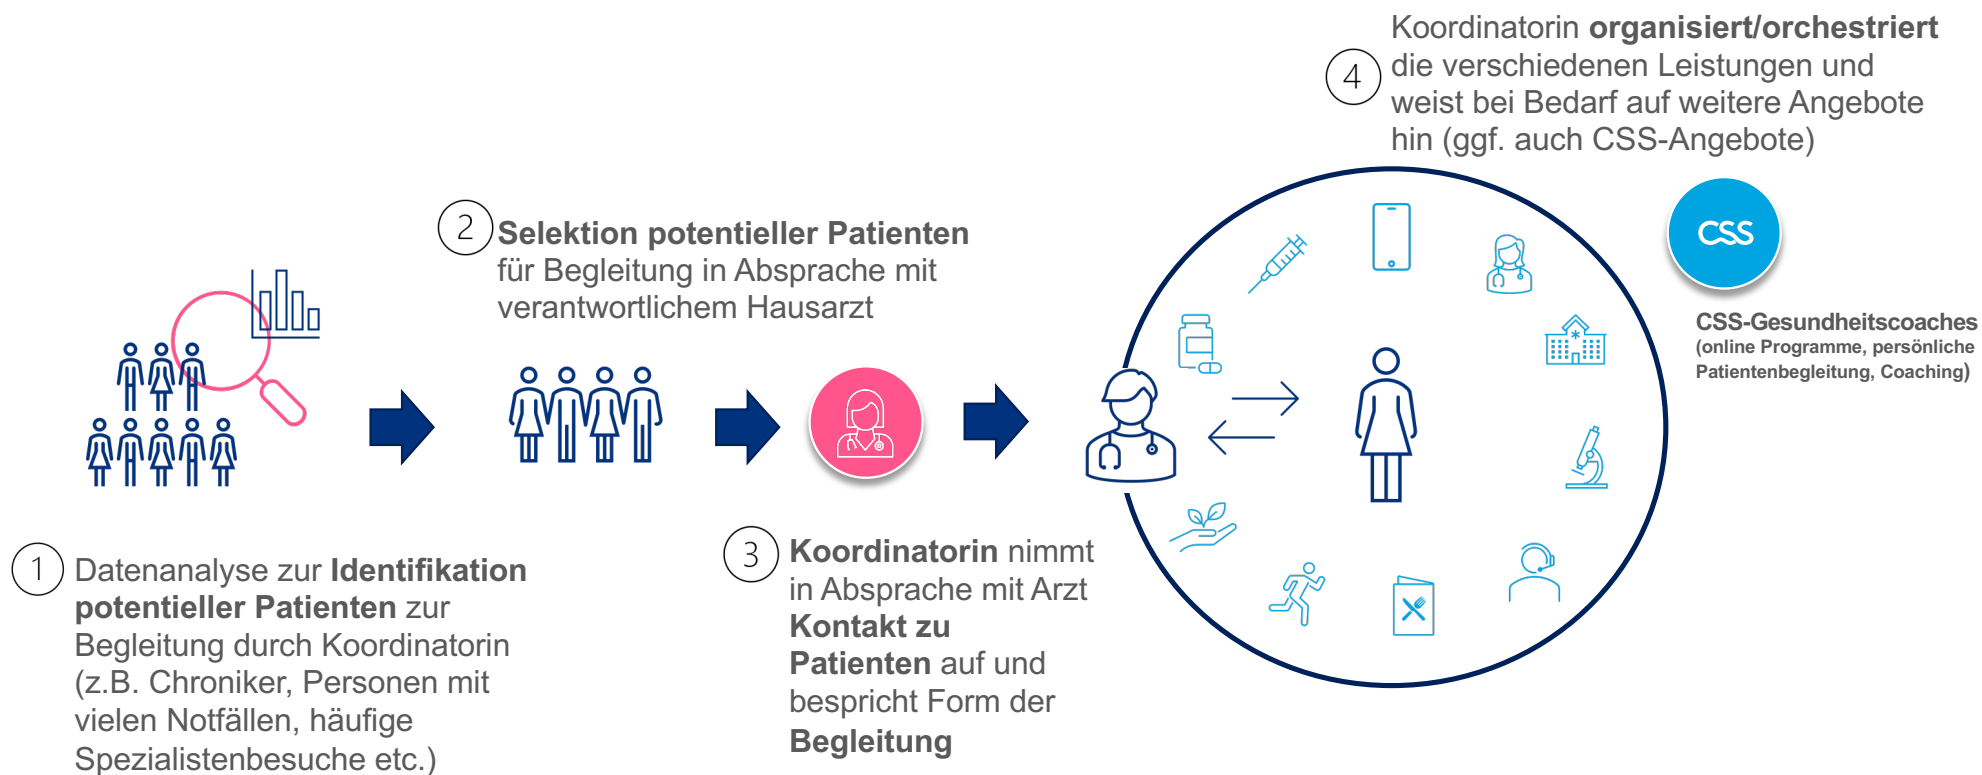 1
Datenanalyse zur Identifikation
potentieller Patienten zur
Begleitung durch Koordinatorin
(z.B. Chroniker, Personen mit
vielen Notfällen, häufige
Spezialistenbesuche etc.)
2
Selektion potentieller Patienten
für Begleitung in Absprache mit
verantwortlichem Hausarzt
3
Koordinatorin nimmt
in Absprache mit Arzt
Kontakt zu
Patienten auf und
bespricht Form der
Begleitung
4
Koordinatorin organisiert/orchestriert
die verschiedenen Leistungen und
weist bei Bedarf auf weitere Angebote
hin (ggf. auch CSS-Angebote)
CSS
CSS-Gesundheitscoaches
(online Programme, persönliche
Patientenbegleitung, Coaching)